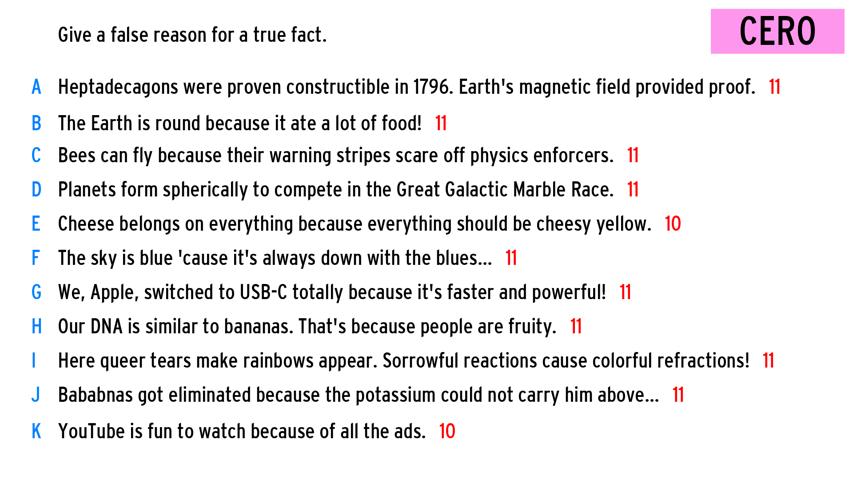 Give a false reason for a true fact.
CERO
A Heptadecagons were proven constructible in 1796. Earth's magnetic field provided proof. 11
B The Earth is round because it ate a lot of food! 11
C Bees can fly because their warning stripes scare off physics enforcers. 11
D Planets form spherically to compete in the Great Galactic Marble Race. 11
E Cheese belongs on everything because everything should be cheesy yellow. 10
F The sky is blue 'cause it's always down with the blues... 11
G We, Apple, switched to USB-C totally because it's faster and powerful! 11
H Our DNA is similar to bananas. That's because people are fruity. 11
I Here queer tears make rainbows appear. Sorrowful reactions cause colorful refractions! 11
J Bababnas got eliminated because the potassium could not carry him above... 11
K YouTube is fun to watch because of all the ads. 10